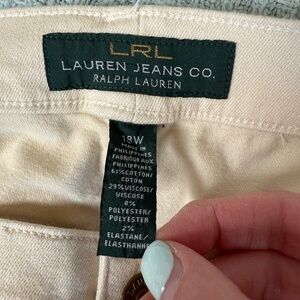 LRL
LAUREN JEANS CO.
RALPH LAUREN
18W
MADE IN
PHILIPPINES
FABRIQUE AUX
PHILIPPINES
61% COTTON/
COTON
29% VISCOSE/
VISCOSE
8%
POLYESTER/
POLYESTER
2%
ELASTANE/
ELASTHANNE